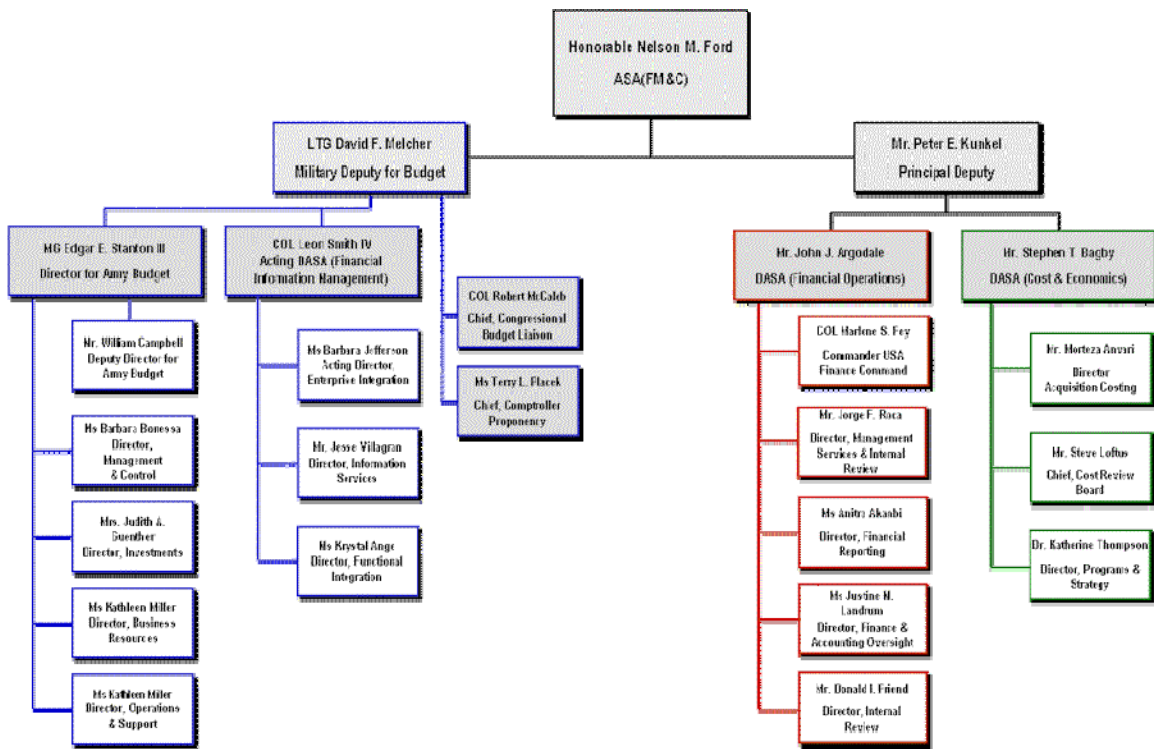 Honorable Nelson M. Ford
ASA(FM&C)
LTG David F. Melcher
Military Deputy for Budget
Mr. Peter E. Kunkel
Principal Deputy
MG Edgar E. Stanton III
Director for Army Budget
COL Leon Smith IV
Acting DASA (Financial
Information Management)
Mr. John J. Argodale
DASA (Financial Operations)
Mr. Stephen T. Bagby
DASA (Cost & Economics)
Mr. William Campbell
Deputy Director for
Army Budget
Ms Barbara Bonessa
Director,
Management
& Control
Mrs. Judith A.
Guenther
Director, Investments
Ms Kathleen Miller
Director, Business
Resources
Ms Kathleen Miller
Director, Operations
& Support
Ms Barbara Jefferson
Acting Director,
Enterprise Integration
Mr. Jesse Villagran
Director, Information
Services
Ms Krystal Ange
Director, Functional
Integration
COL Robert McCaleb
Chief, Congressional
Budget Liaison
Ms Terry L. Placek
Chief, Comptroller
Proponency
COL Harlene S. Fey
Commander USA
Finance Command
Mr. Jorge F. Roca
Director, Management
Services & Internal
Review
Ms Anitra Akanbi
Director, Financial
Reporting
Ms Justine N.
Landrum
Director, Finance &
Accounting Oversight
Mr. Donald I. Friend
Director, Internal
Review
Mr. Morteza Anvari
Director
Acquisition Costing
Mr. Steve Loftus
Chief, Cost Review
Board
Dr. Katherine Thompson
Director, Programs &
Strategy